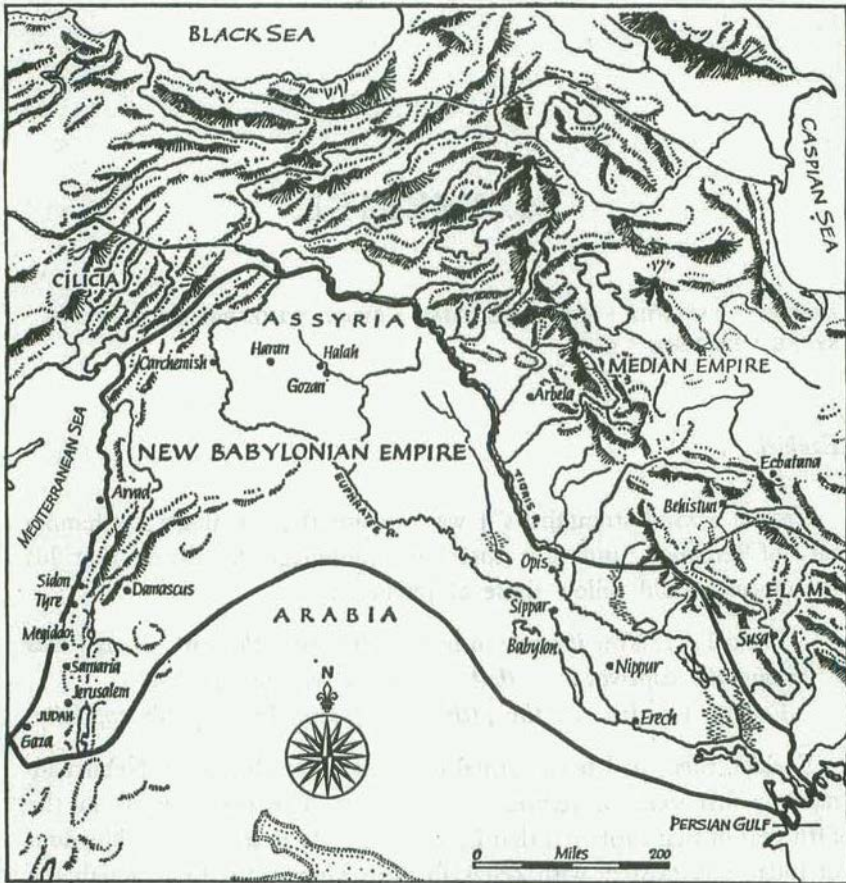 BLACK SEA
CASPIAN SEA
CILICIA
ASSYRIA
Carchemish
Haran
Halah
Gozan
MEDIAN EMPIRE
Arbela
MEDITERRANEAN SEA
NEW BABYLONIAN EMPIRE
Ecbatana
Behistun
EUPHRATES R.
TIGRIS
Arvad
Opis
ELAM
Sidon
Tyre
Damascus
ARABIA
Sippar
Babylon
Susa
Megiddo
Samaria
Nippur
N
Jerusalem
JUDAH
Gaza
Erech
PERSIAN GULF
0 Miles 200